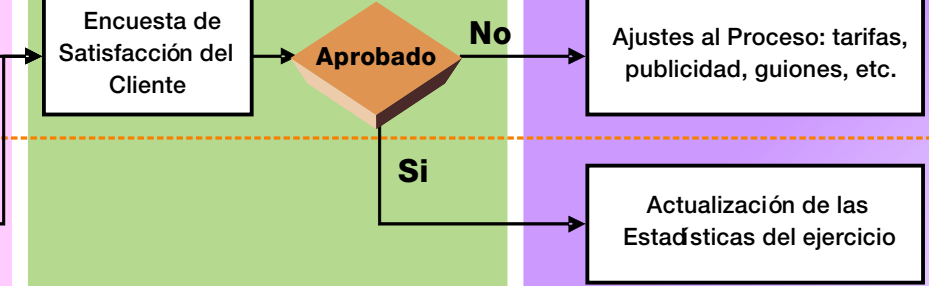 Encuesta de
Satisfacción del
Cliente
Aprobado
No
Ajustes al Proceso: tarifas,
publicidad, guiones, etc.
Si
Actualización de las
Estadísticas del ejercicio